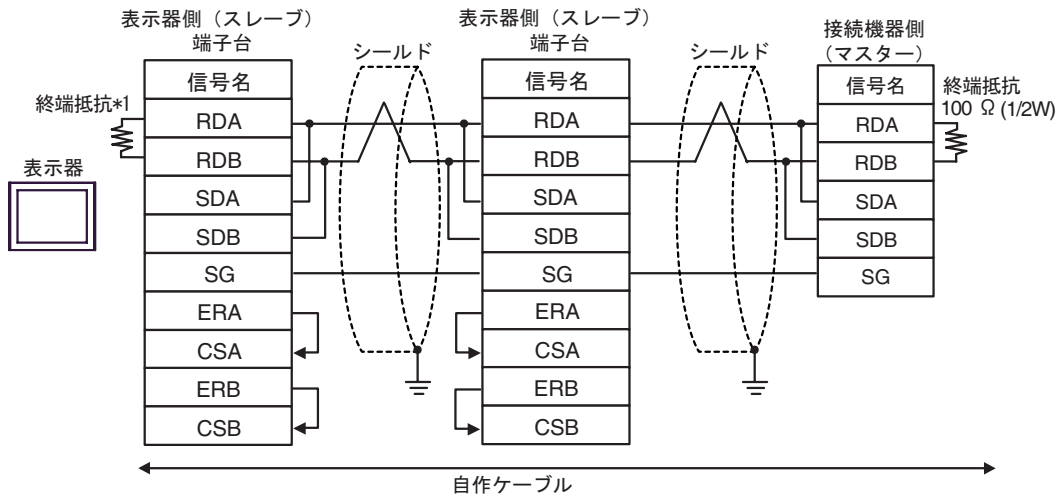 表示器側（スレーブ）
端子台
表示器側（スレーブ）
端子台
接続機器側
（マスター）
シールド
シールド
終端抵抗*1
表示器
信号名
RDA
RDB
SDA
SDB
SG
ERA
CSA
ERB
CSB
信号名
RDA
RDB
SDA
SDB
SG
ERA
CSA
ERB
CSB
信号名
RDA
RDB
SDA
SDB
SG
終端抵抗
100 Ω (1/2W)
自作ケーブル